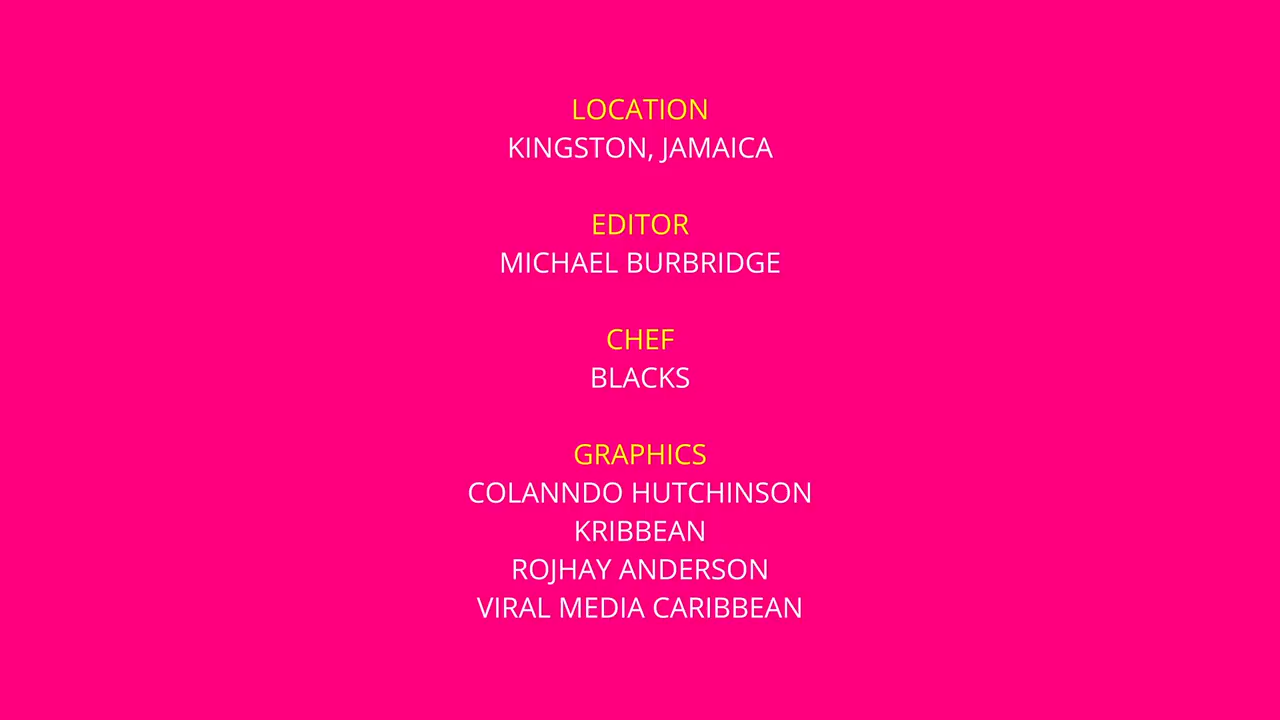 LOCATION
KINGSTON, JAMAICA
EDITOR
MICHAEL BURBRIDGE
CHEF
BLACKS
GRAPHICS
COLANNDO HUTCHINSON
KRIBBEAN
ROJHAY ANDERSON
VIRAL MEDIA CARIBBEAN